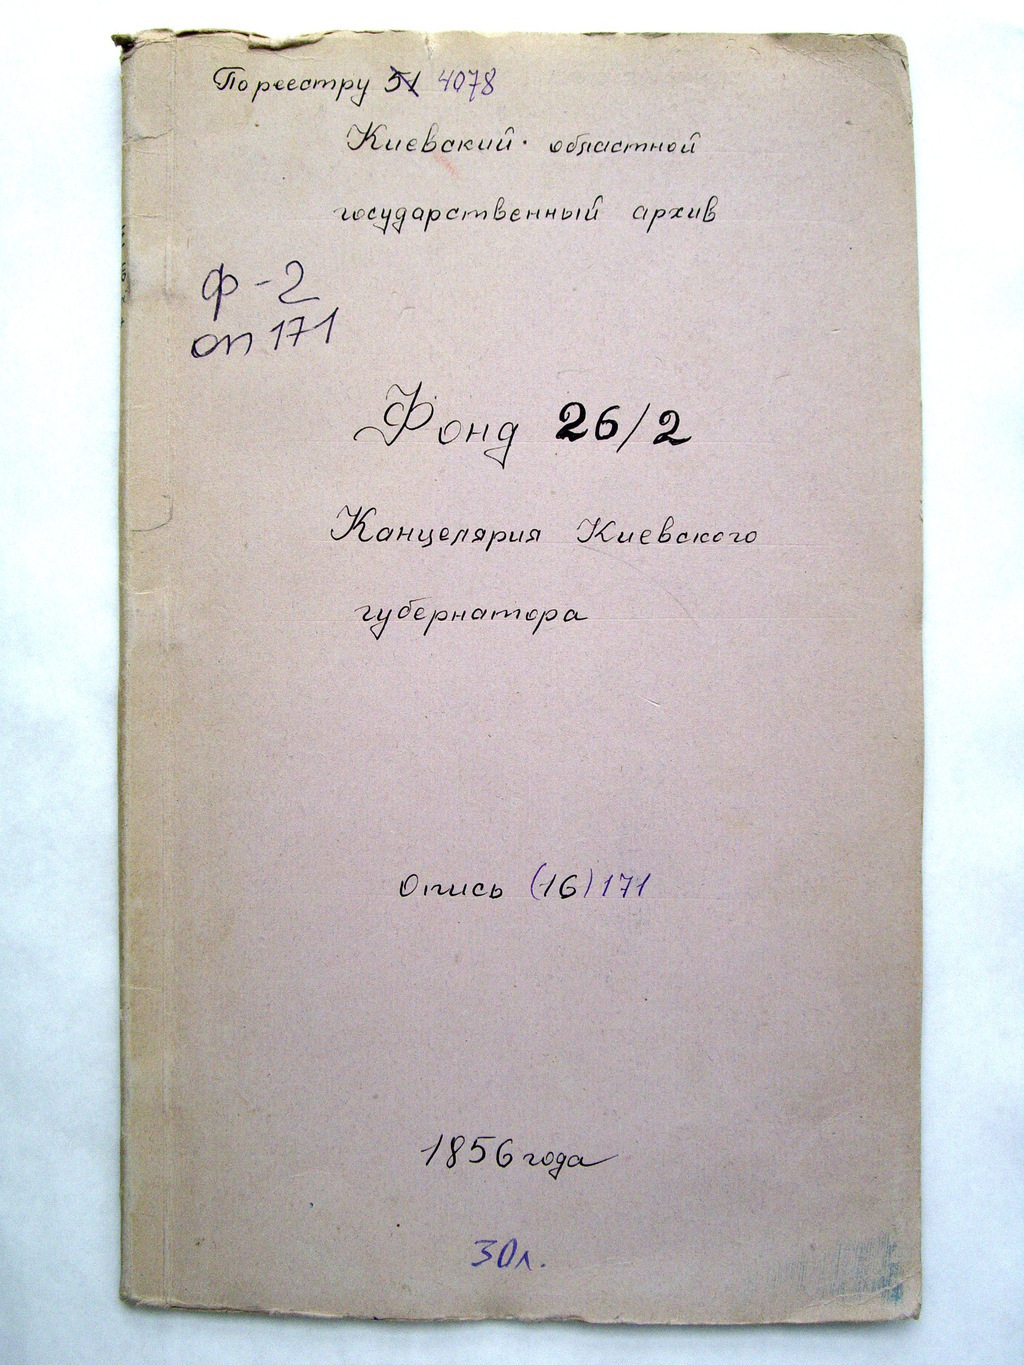 По реестру 51 4078
Киевский областной
государственный архив
Ф-2
оп 171
Фонд 26/2
Канцелярия Киевского
губернатора
Опись (16) 171
1856 года
30 л.